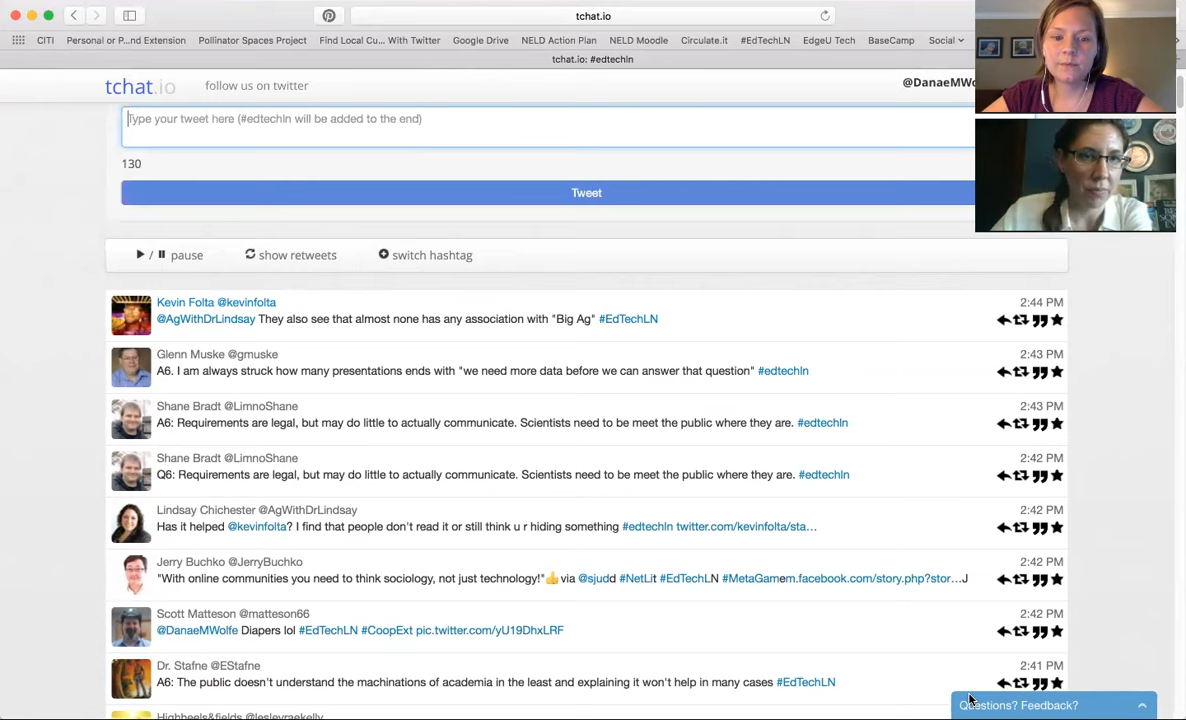 tchat.io
CITI Personal or P...nd Extension Pollinator Spaces Project Find Local Cu... With Twitter Google Drive NELD Action Plan NELD Moodle Circulate.it #EdTechLN EdgeU Tech BaseCamp Social
tchat.io: #edtechln
tchat.io follow us on twitter @DanaeMWo
Type your tweet here (#edtechln will be added to the end)
130
Tweet
/ pause show retweets switch hashtag
Kevin Folta @kevinfolta 2:44 PM
@AgWithDrLindsay They also see that almost none has any association with "Big Ag" #EdTechLN
Glenn Muske @gmuske 2:43 PM
A6. I am always struck how many presentations ends with "we need more data before we can answer that question" #edtechln
Shane Bradt @LimnoShane 2:43 PM
A6: Requirements are legal, but may do little to actually communicate. Scientists need to be meet the public where they are. #edtechln
Shane Bradt @LimnoShane 2:42 PM
Q6: Requirements are legal, but may do little to actually communicate. Scientists need to be meet the public where they are. #edtechln
Lindsay Chichester @AgWithDrLindsay 2:42 PM
Has it helped @kevinfolta? I find that people don't read it or still think u r hiding something #edtechln twitter.com/kevinfolta/sta...
Jerry Buchko @JerryBuchko 2:42 PM
"With online communities you need to think sociology, not just technology!"👍via @sjudd #NetLit #EdTechLN #MetaGamem.facebook.com/story.php?stor...J
Scott Matteson @matteson66 2:42 PM
@DanaeMWolfe Diapers lol #EdTechLN #CoopExt pic.twitter.com/yU19DhxLRF
Dr. Stafne @EStafne 2:41 PM
A6: The public doesn't understand the machinations of academia in the least and explaining it won't help in many cases #EdTechLN
Questions? Feedback?
Highheels&fields @lesleyraekelly